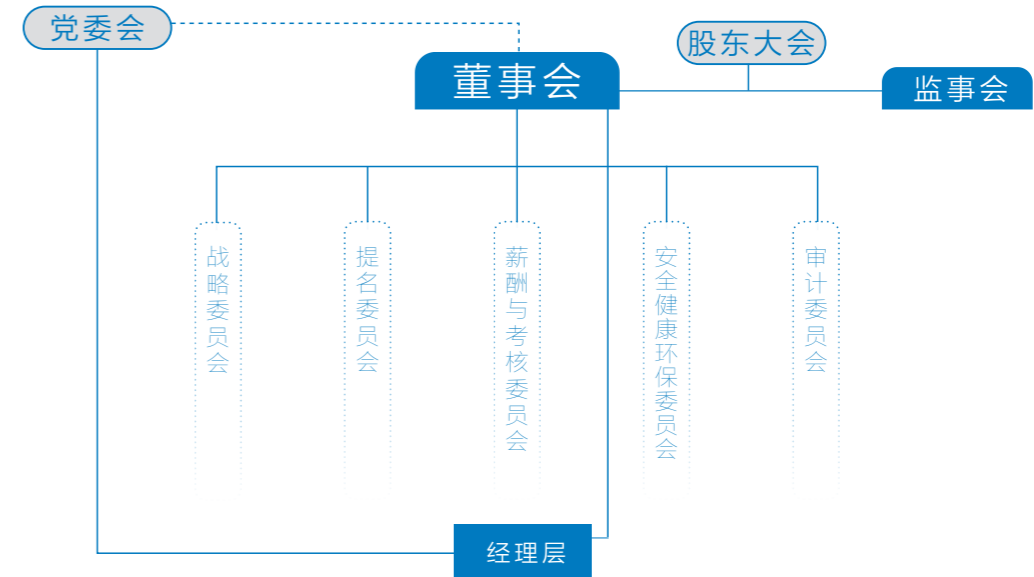 党委会
股东大会
董事会
监事会
战略委员会
提名委员会
薪酬与考核委员会
安全健康环保委员会
审计委员会
经理层